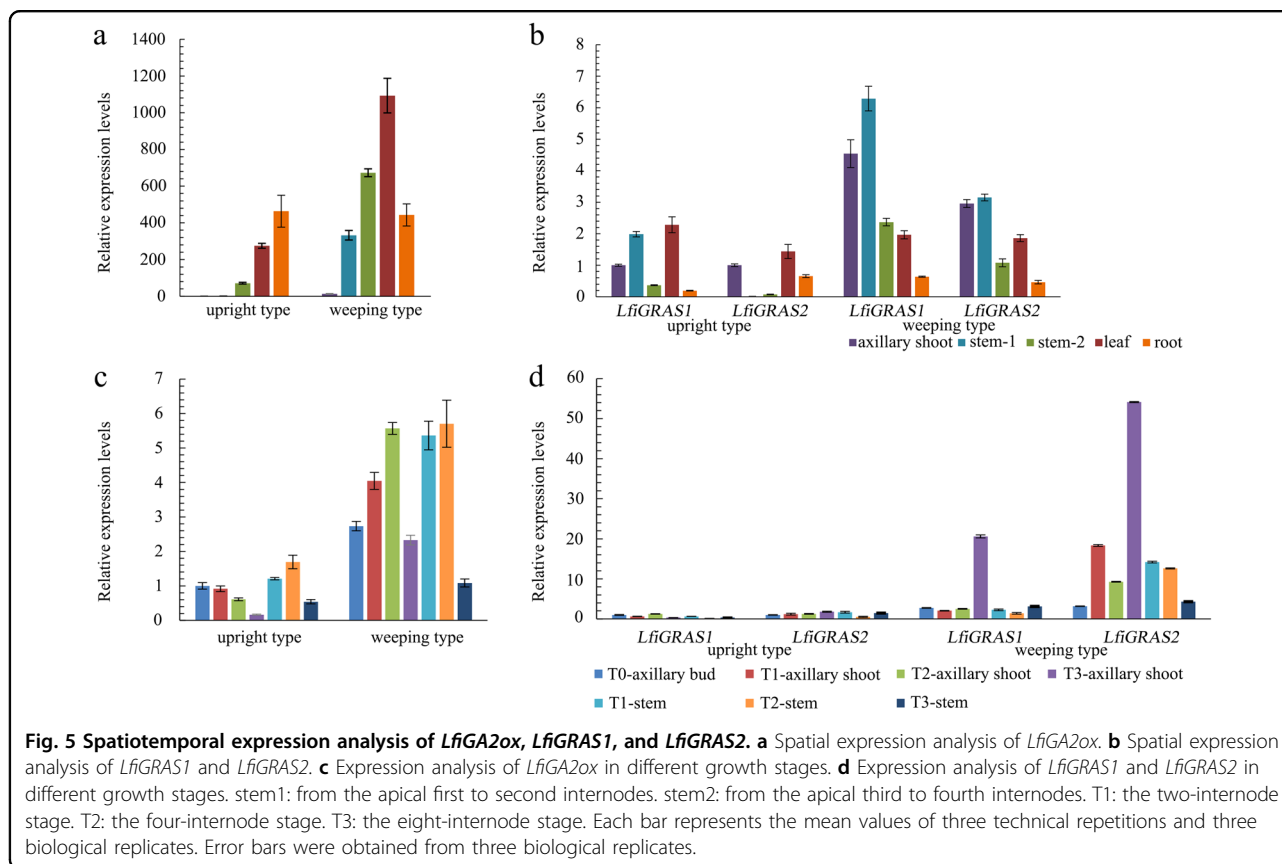 a
1400
1200
1000
800
600
400
200
0
Relative expression levels
upright type
weeping type
b
8
7
6
5
4
3
2
1
0
Relative expression levels
LfiGRAS1
LfiGRAS2
LfiGRAS1
LfiGRAS2
upright type
weeping type
axillary shoot
stem-1
stem-2
leaf
root
c
7
6
5
4
3
2
1
0
Relative expression levels
upright type
weeping type
d
60
50
40
30
20
10
0
Relative expression levels
LfiGRAS1
LfiGRAS2
LfiGRAS1
LfiGRAS2
upright type
weeping type
T0-axillary bud
T1-axillary shoot
T2-axillary shoot
T3-axillary shoot
T1-stem
T2-stem
T3-stem
Fig. 5 Spatiotemporal expression analysis of LfiGA2ox, LfiGRAS1, and LfiGRAS2. a Spatial expression analysis of LfiGA2ox. b Spatial expression
analysis of LfiGRAS1 and LfiGRAS2. c Expression analysis of LfiGA2ox in different growth stages. d Expression analysis of LfiGRAS1 and LfiGRAS2 in
different growth stages. stem1: from the apical first to second internodes. stem2: from the apical third to fourth internodes. T1: the two-internode
stage. T2: the four-internode stage. T3: the eight-internode stage. Each bar represents the mean values of three technical repetitions and three
biological replicates. Error bars were obtained from three biological replicates.